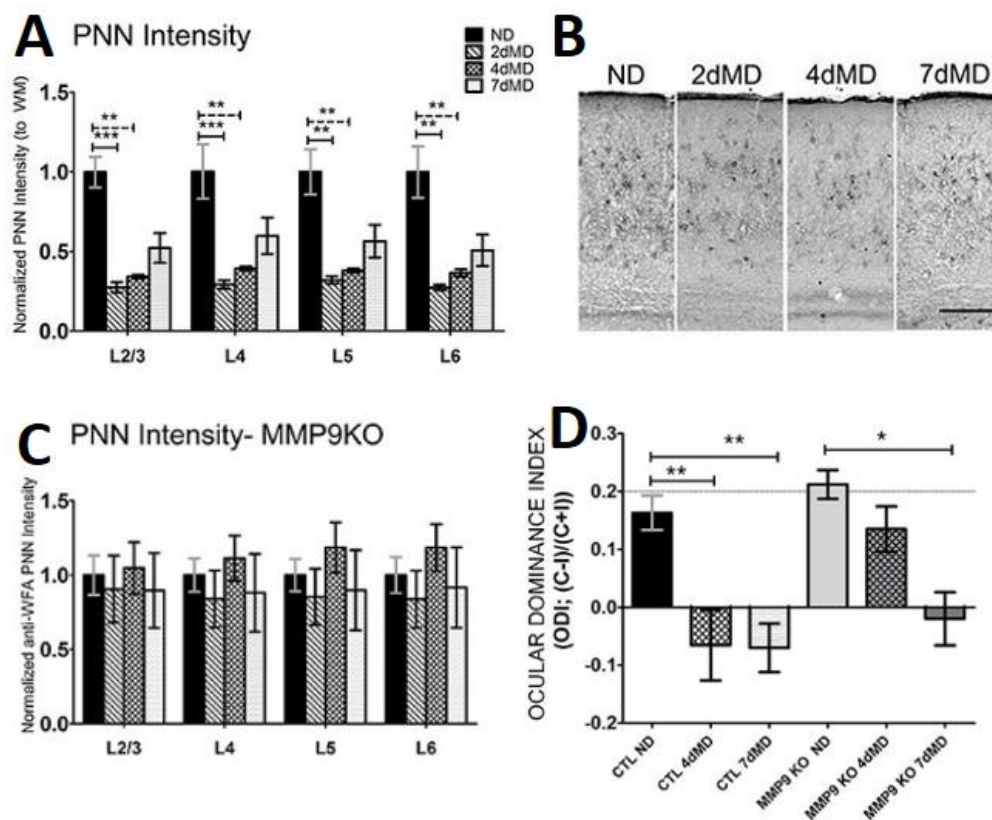 A PNN Intensity
ND
2dMD
4dMD
7dMD
Normalized PNN Intensity (to WM)
1.5
1.0
0.5
0.0
** ** ** **
*** *** ** **
L2/3 L4 L5 L6
B
ND 2dMD 4dMD 7dMD
C PNN Intensity- MMP9KO
Normalized anti-WFA PNN Intensity
1.5
1.0
0.5
0.0
L2/3 L4 L5 L6
D
OCULAR DOMINANCE INDEX
(ODI; (C-I)/(C+I))
0.3
0.2
0.1
0.0
-0.1
-0.2
** *
**
CTL ND
CTL 4dMD
CTL 7dMD
MMP9 KO ND
MMP9 KO 4dMD
MMP9 KO 7dMD